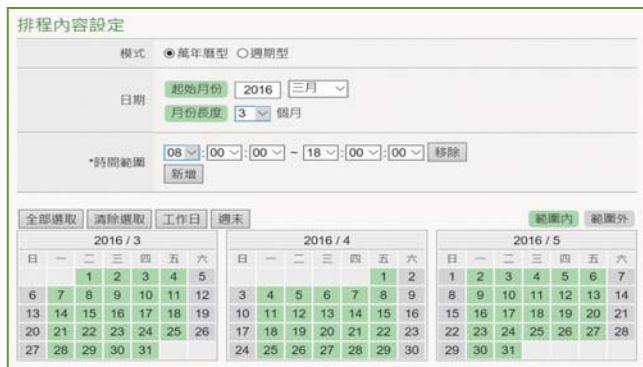 排程內容設定
模式 萬年曆型 週期型
日期 起始月份 2016 三月
月份長度 3 個月
*時間範圍 08 : 00 : 00 ~ 18 : 00 : 00 移除
新增
全部選取 清除選取 工作日 週末 範圍內 範圍外
2016 / 3
日 一 二 三 四 五 六
1 2 3 4 5
6 7 8 9 10 11 12
13 14 15 16 17 18 19
20 21 22 23 24 25 26
27 28 29 30 31
2016 / 4
日 一 二 三 四 五 六
1 2
3 4 5 6 7 8 9
10 11 12 13 14 15 16
17 18 19 20 21 22 23
24 25 26 27 28 29 30
2016 / 5
日 一 二 三 四 五 六
1 2 3 4 5 6 7
8 9 10 11 12 13 14
15 16 17 18 19 20 21
22 23 24 25 26 27 28
29 30 31